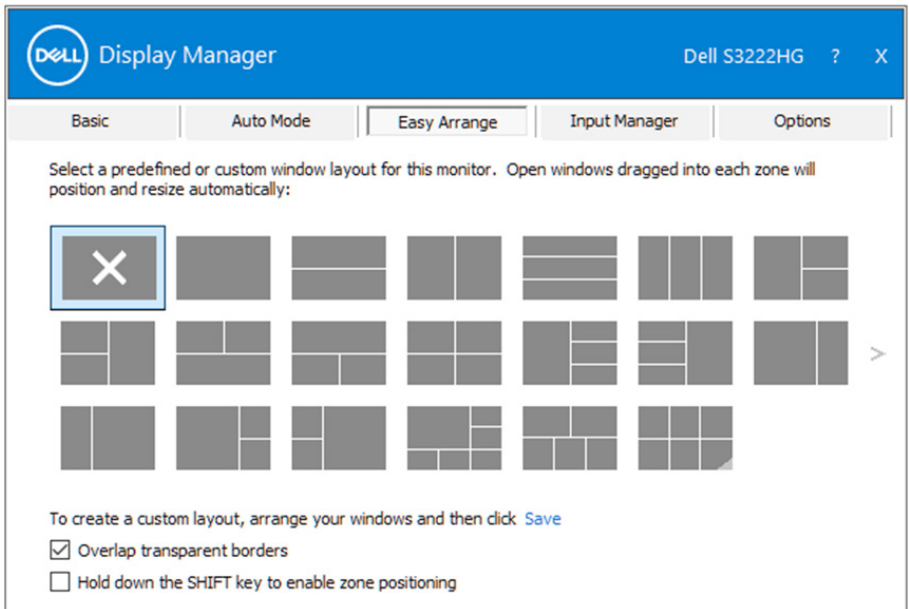 DELL Display Manager Dell S3222HG ? X
Basic Auto Mode Easy Arrange Input Manager Options
Select a predefined or custom window layout for this monitor. Open windows dragged into each zone will
position and resize automatically:
>
To create a custom layout, arrange your windows and then click Save
Overlap transparent borders
Hold down the SHIFT key to enable zone positioning